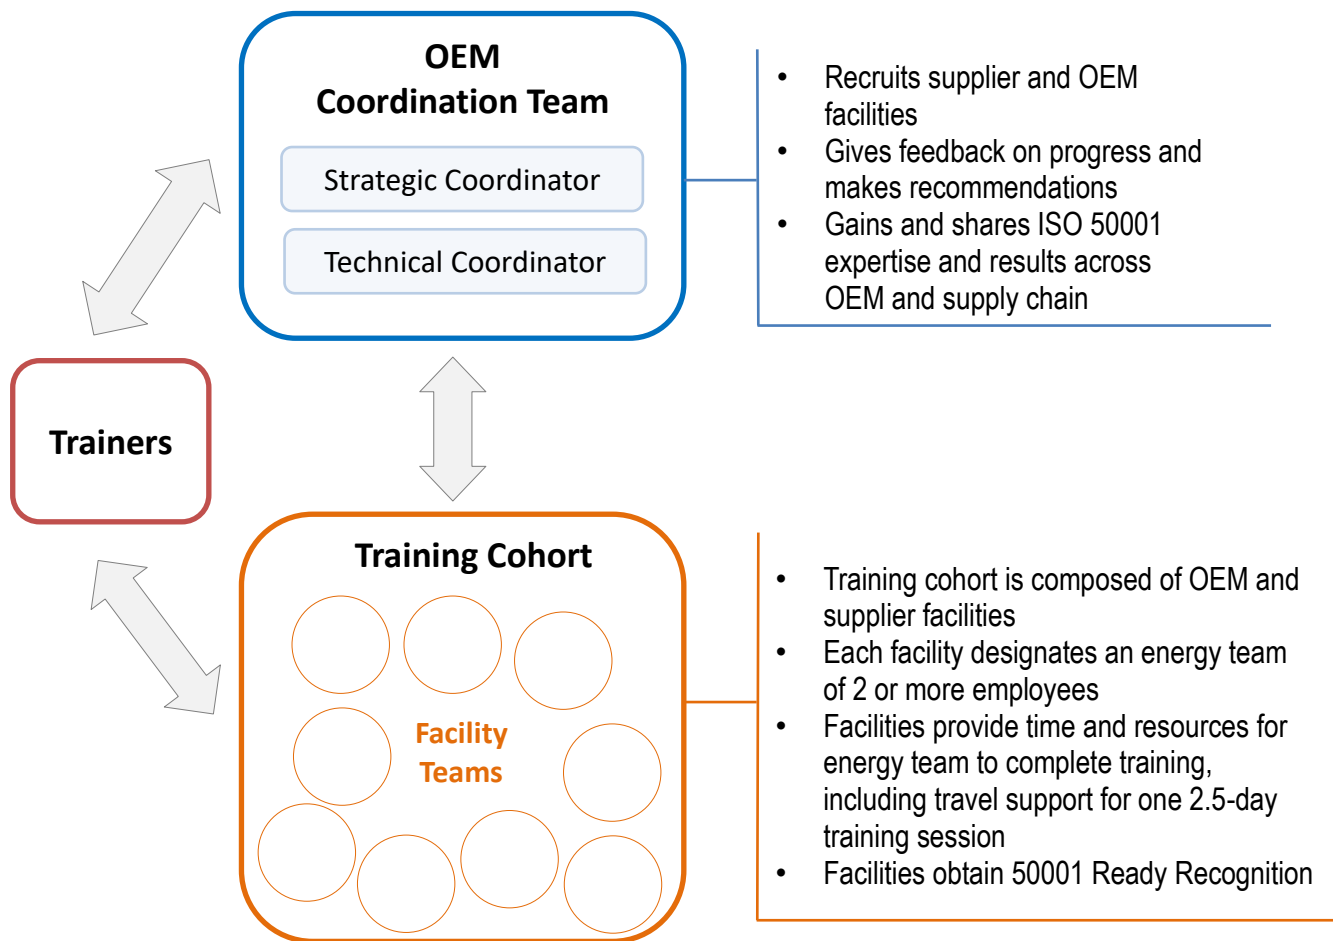 OEM
Coordination Team
Strategic Coordinator
Technical Coordinator
• Recruits supplier and OEM
facilities
• Gives feedback on progress and
makes recommendations
• Gains and shares ISO 50001
expertise and results across
OEM and supply chain
Trainers
Training Cohort
Facility
Teams
• Training cohort is composed of OEM and
supplier facilities
• Each facility designates an energy team
of 2 or more employees
• Facilities provide time and resources for
energy team to complete training,
including travel support for one 2.5-day
training session
• Facilities obtain 50001 Ready Recognition